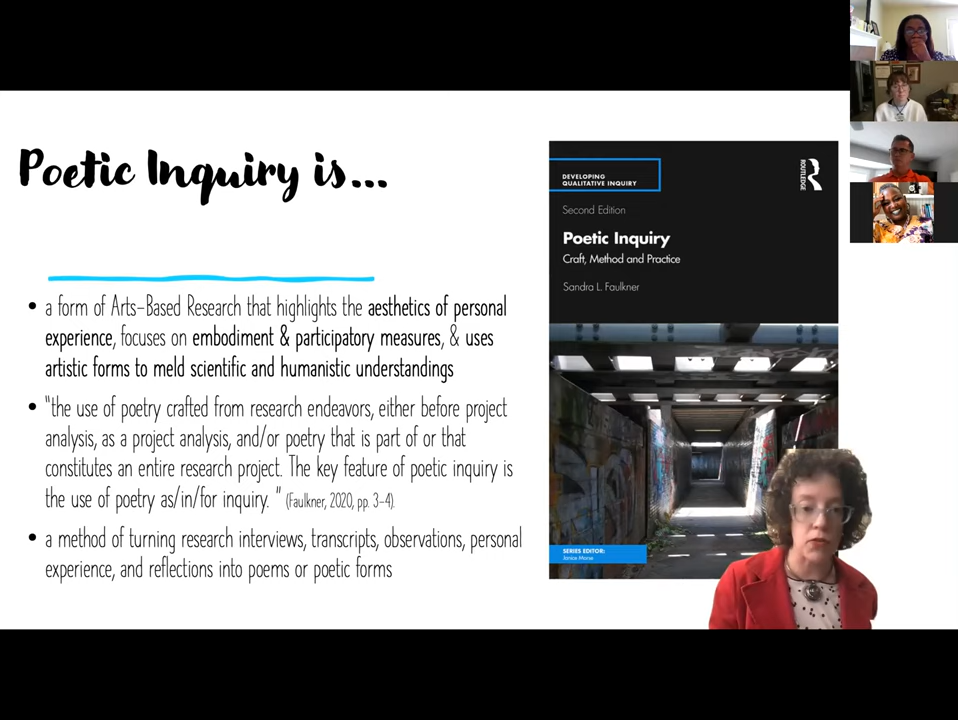 Poetic Inquiry is...
• a form of Arts-Based Research that highlights the aesthetics of personal
experience, focuses on embodiment & participatory measures, & uses
artistic forms to meld scientific and humanistic understandings
• "the use of poetry crafted from research endeavors, either before project
analysis, as a project analysis, and/or poetry that is part of or that
constitutes an entire research project. The key feature of poetic inquiry is
the use of poetry as/in/for inquiry. " (Faulkner, 2020, pp. 3-4).
• a method of turning research interviews, transcripts, observations, personal
experience, and reflections into poems or poetic forms
DEVELOPING
QUALITATIVE INQUIRY
ROUTLEDGE
Second Edition
Poetic Inquiry
Craft, Method and Practice
Sandra L. Faulkner
SERIES EDITOR:
Janice Morse